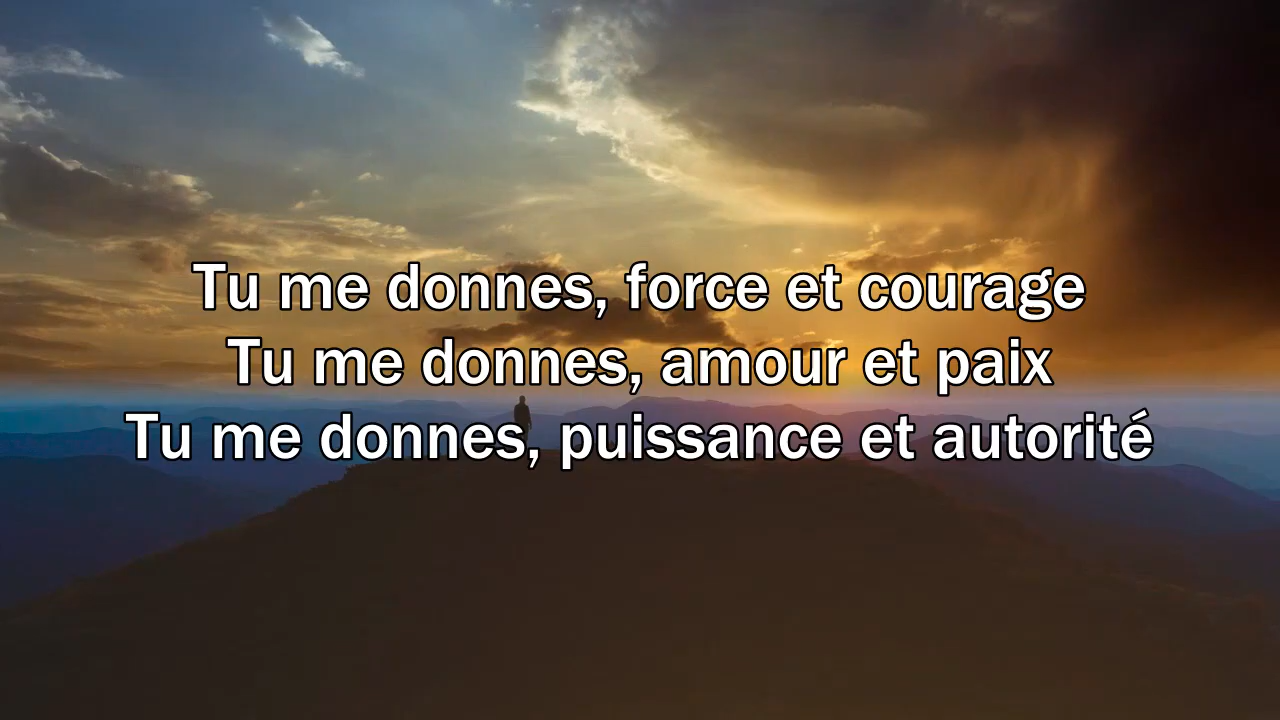 Tu me donnes, force et courage
Tu me donnes, amour et paix
Tu me donnes, puissance et autorité